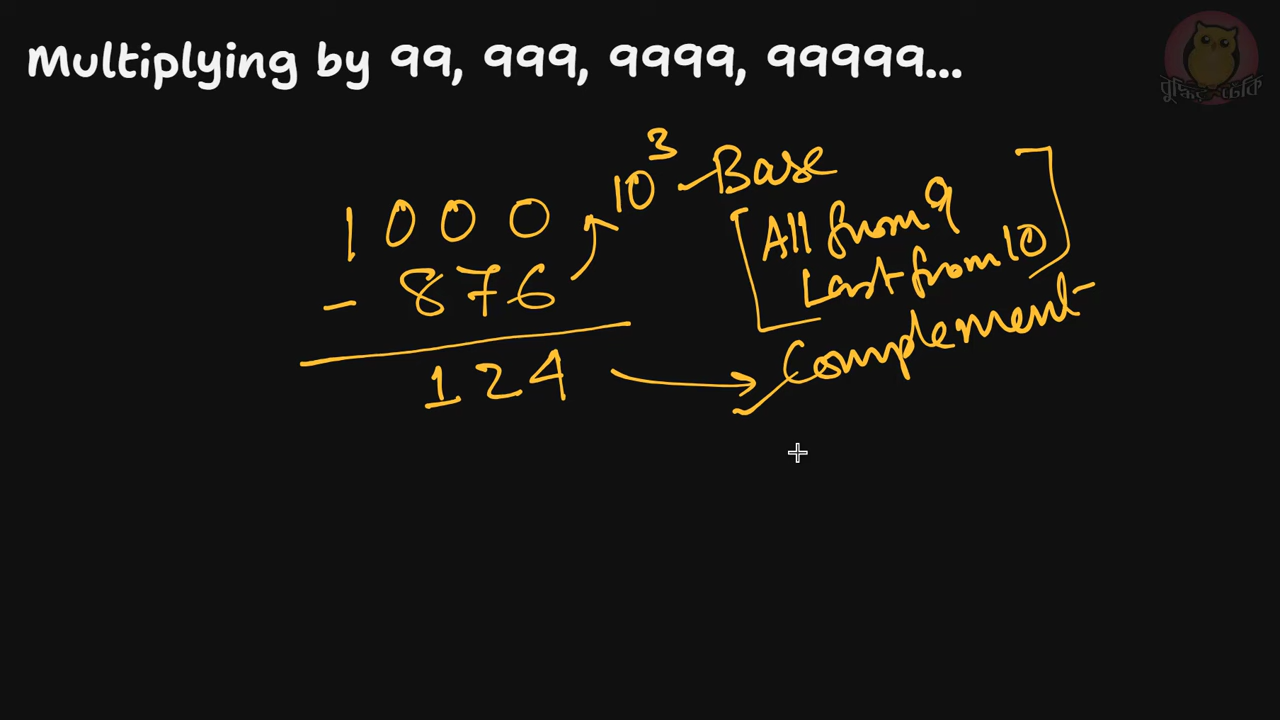 Multiplying by 99, 999, 9999, 99999...
10³ - Base
1000
- 876
[All from 9
Last from 10]
124 → Complement